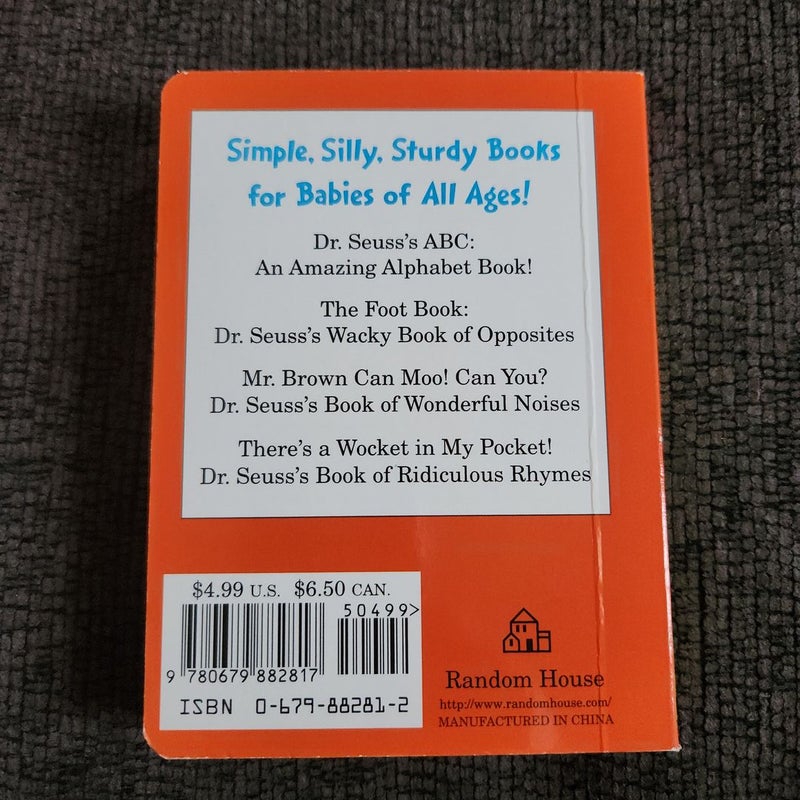 Simple, Silly, Sturdy Books
for Babies of All Ages!
Dr. Seuss's ABC:
An Amazing Alphabet Book!
The Foot Book:
Dr. Seuss's Wacky Book of Opposites
Mr. Brown Can Moo! Can You?
Dr. Seuss's Book of Wonderful Noises
There's a Wocket in My Pocket!
Dr. Seuss's Book of Ridiculous Rhymes
$4.99 U.S. $6.50 CAN.
50499>
9 780679 882817
ISBN 0-679-88281-2
Random House
http://www.randomhouse.com/
MANUFACTURED IN CHINA